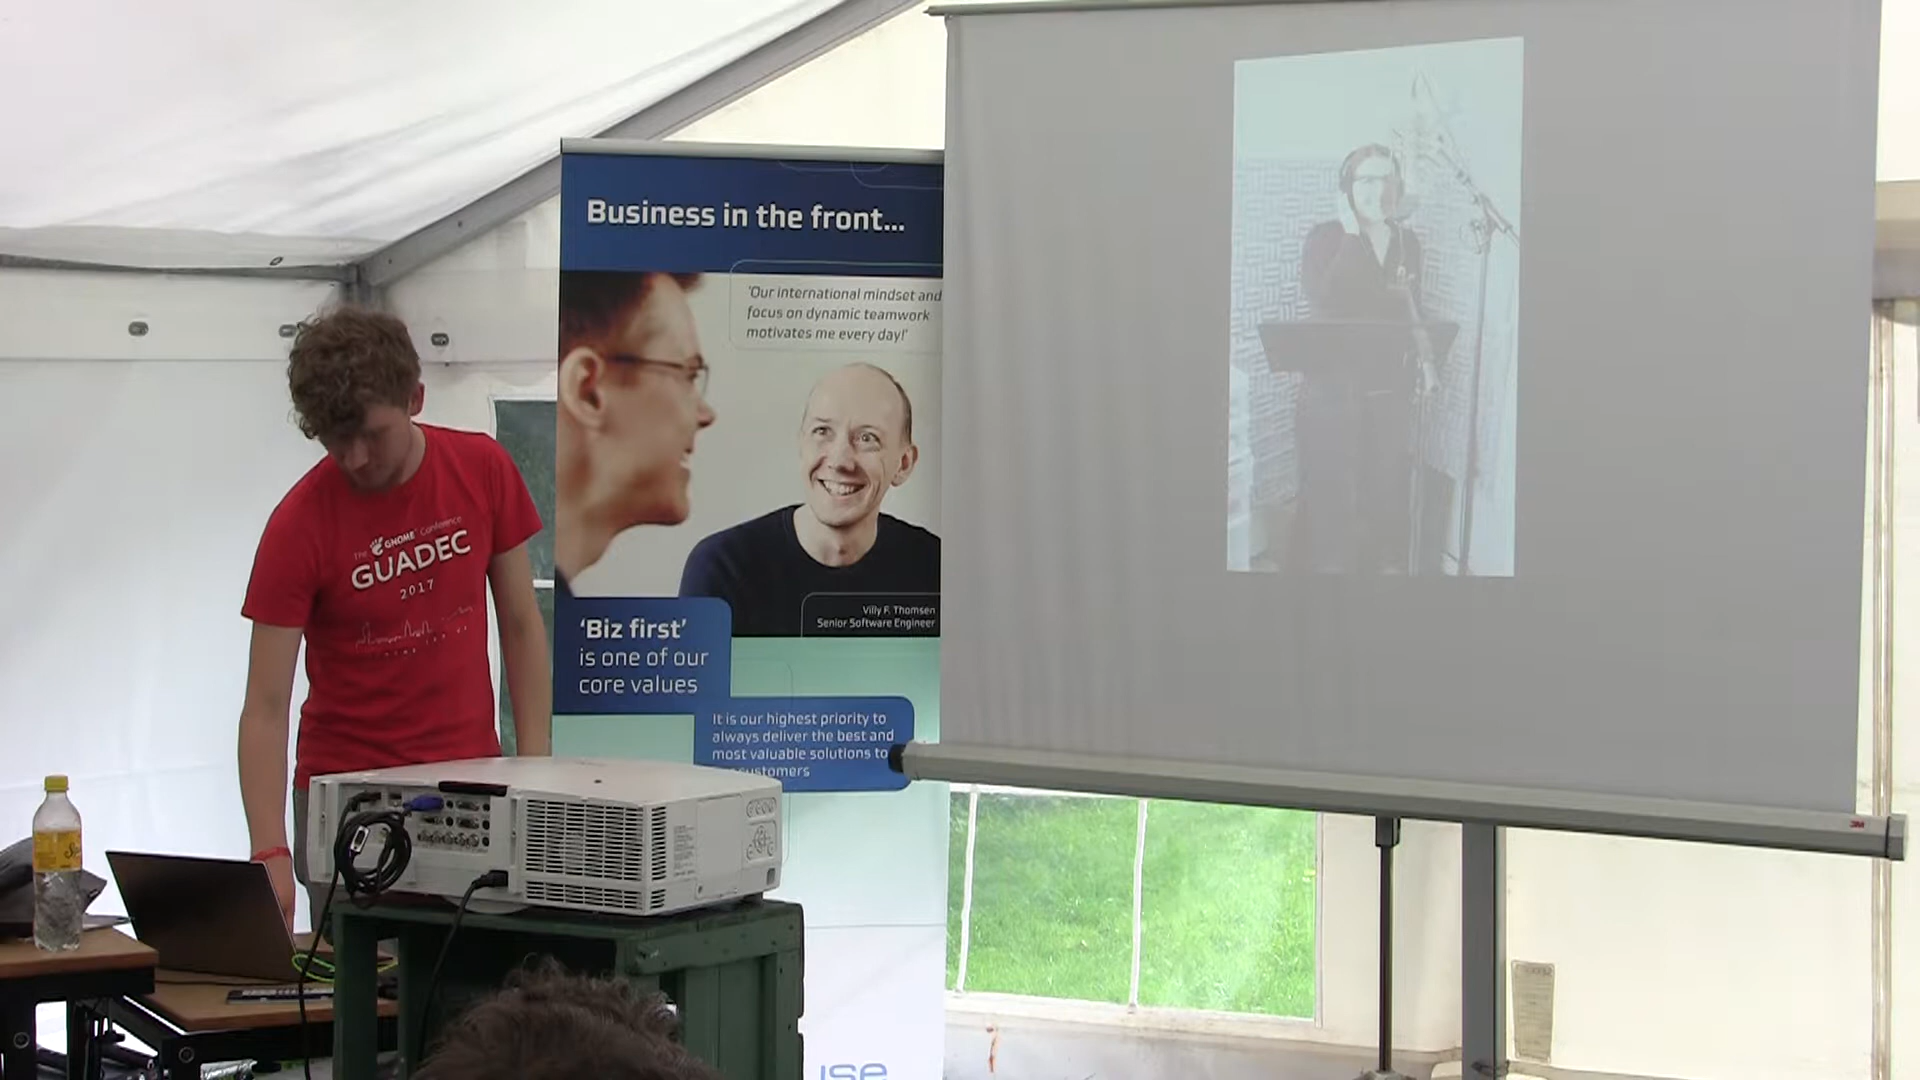 Business in the front...
'Our international mindset and
focus on dynamic teamwork
motivates me every day!'
Villy F. Thomsen
Senior Software Engineer
'Biz first'
is one of our
core values
It is our highest priority to
always deliver the best and
most valuable solutions to
customers
The GNOME Conference
GUADEC
2017
3M